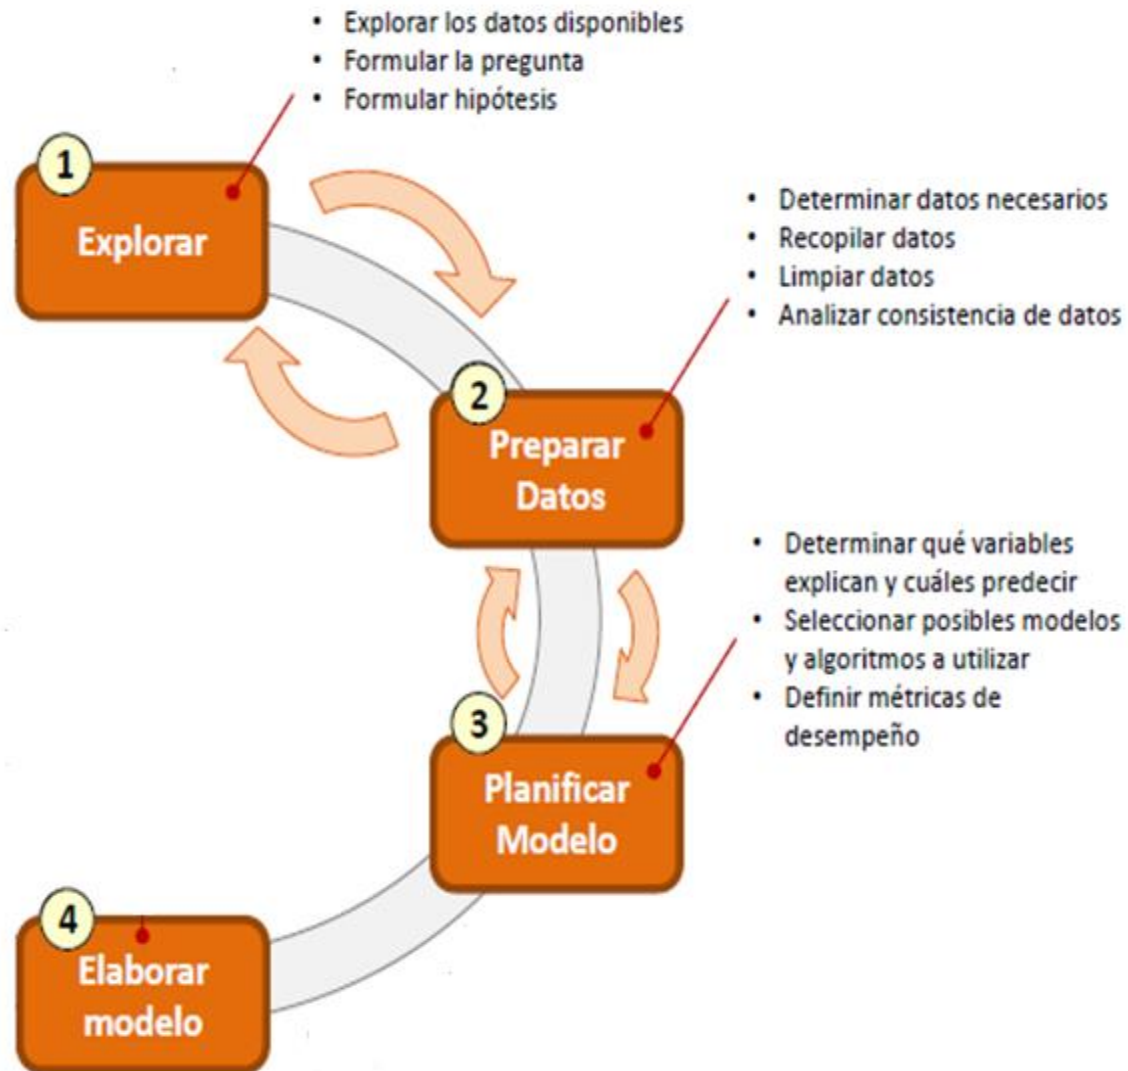 • Explorar los datos disponibles
• Formular la pregunta
• Formular hipótesis
1
Explorar
• Determinar datos necesarios
• Recopilar datos
• Limpiar datos
• Analizar consistencia de datos
2
Preparar
Datos
• Determinar qué variables
explican y cuáles predecir
• Seleccionar posibles modelos
y algoritmos a utilizar
• Definir métricas de
desempeño
3
Planificar
Modelo
4
Elaborar
modelo